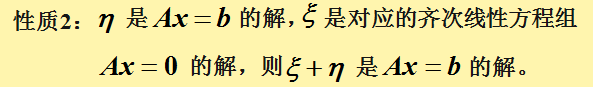 性质2：η 是 Ax = b 的解，ξ 是对应的齐次线性方程组
Ax = 0 的解，则 ξ + η 是 Ax = b 的解。